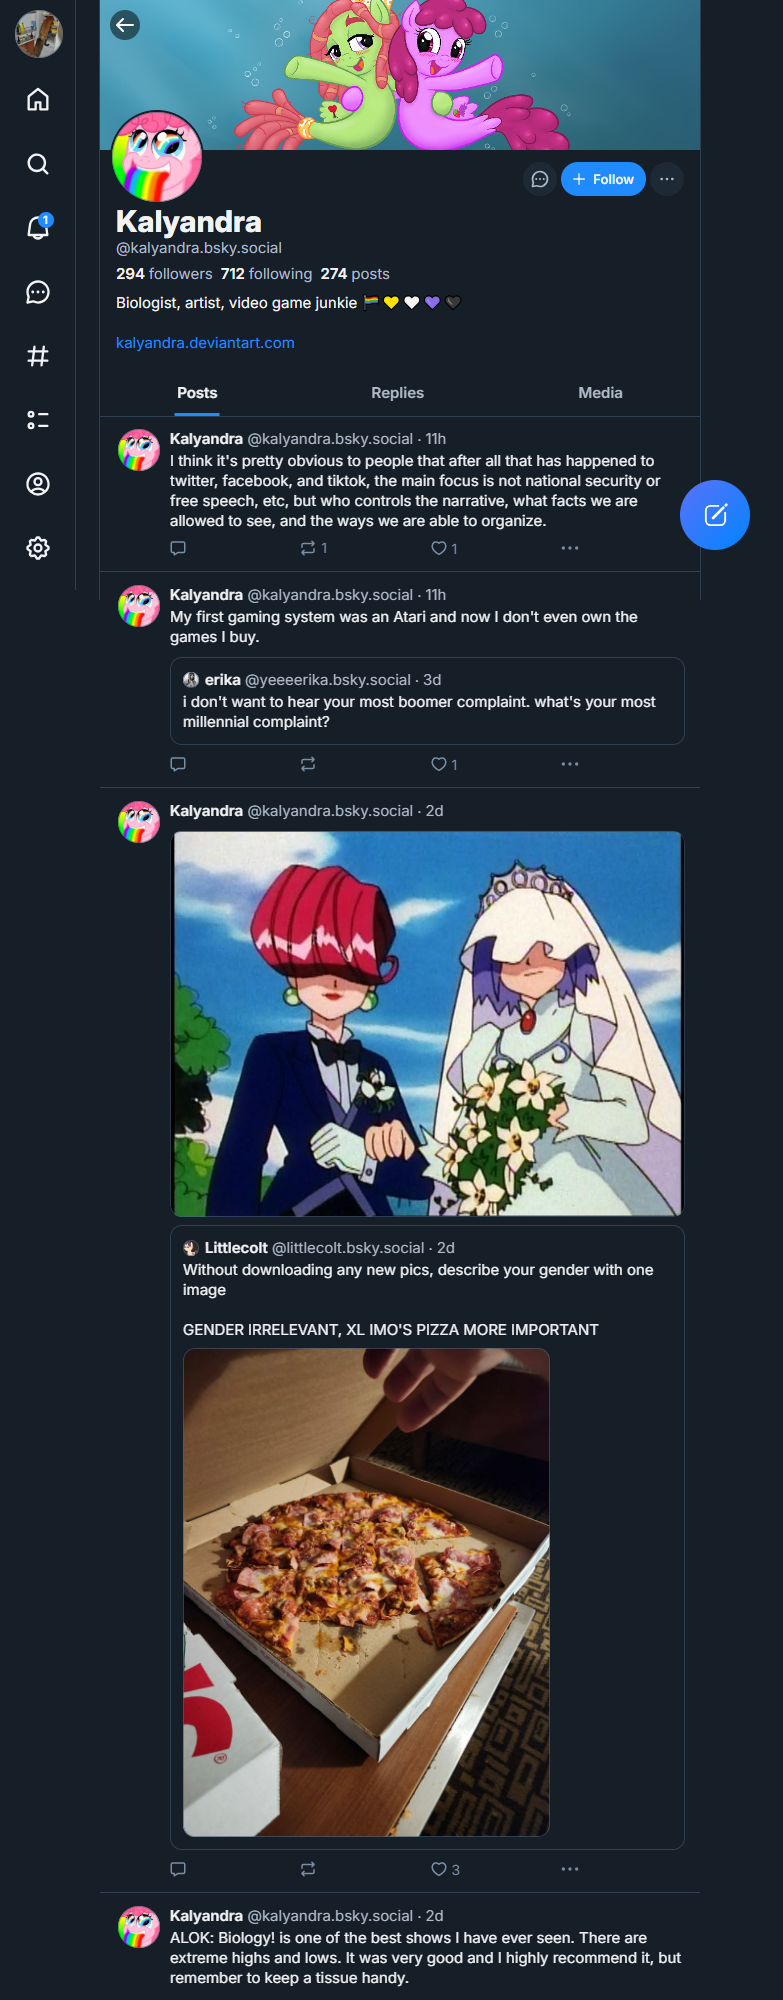 1
+ Follow
Kalyandra
@kalyandra.bsky.social
294 followers 712 following 274 posts
Biologist, artist, video game junkie 🏳️‍🌈💛🤍💜🖤
kalyandra.deviantart.com
Posts Replies Media
Kalyandra @kalyandra.bsky.social · 11h
I think it's pretty obvious to people that after all that has happened to
twitter, facebook, and tiktok, the main focus is not national security or
free speech, etc, but who controls the narrative, what facts we are
allowed to see, and the ways we are able to organize.
1 1
Kalyandra @kalyandra.bsky.social · 11h
My first gaming system was an Atari and now I don't even own the
games I buy.
erika @yeeeerika.bsky.social · 3d
i don't want to hear your most boomer complaint. what's your most
millennial complaint?
1
Kalyandra @kalyandra.bsky.social · 2d
Littlecolt @littlecolt.bsky.social · 2d
Without downloading any new pics, describe your gender with one
image
GENDER IRRELEVANT, XL IMO'S PIZZA MORE IMPORTANT
3
Kalyandra @kalyandra.bsky.social · 2d
ALOK: Biology! is one of the best shows I have ever seen. There are
extreme highs and lows. It was very good and I highly recommend it, but
remember to keep a tissue handy.